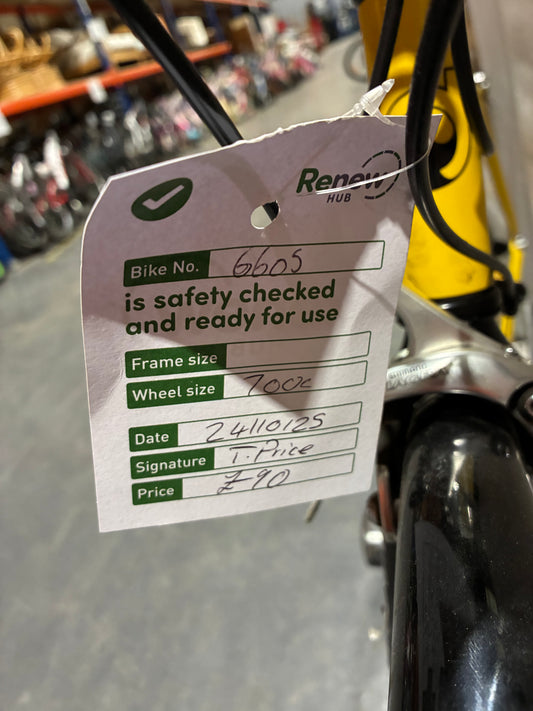 Renew
HUB
Bike No. 6605
is safety checked
and ready for use
Frame size
Wheel size 700c
Date 24/10/25
Signature T. Price
Price £90
SHIMANO